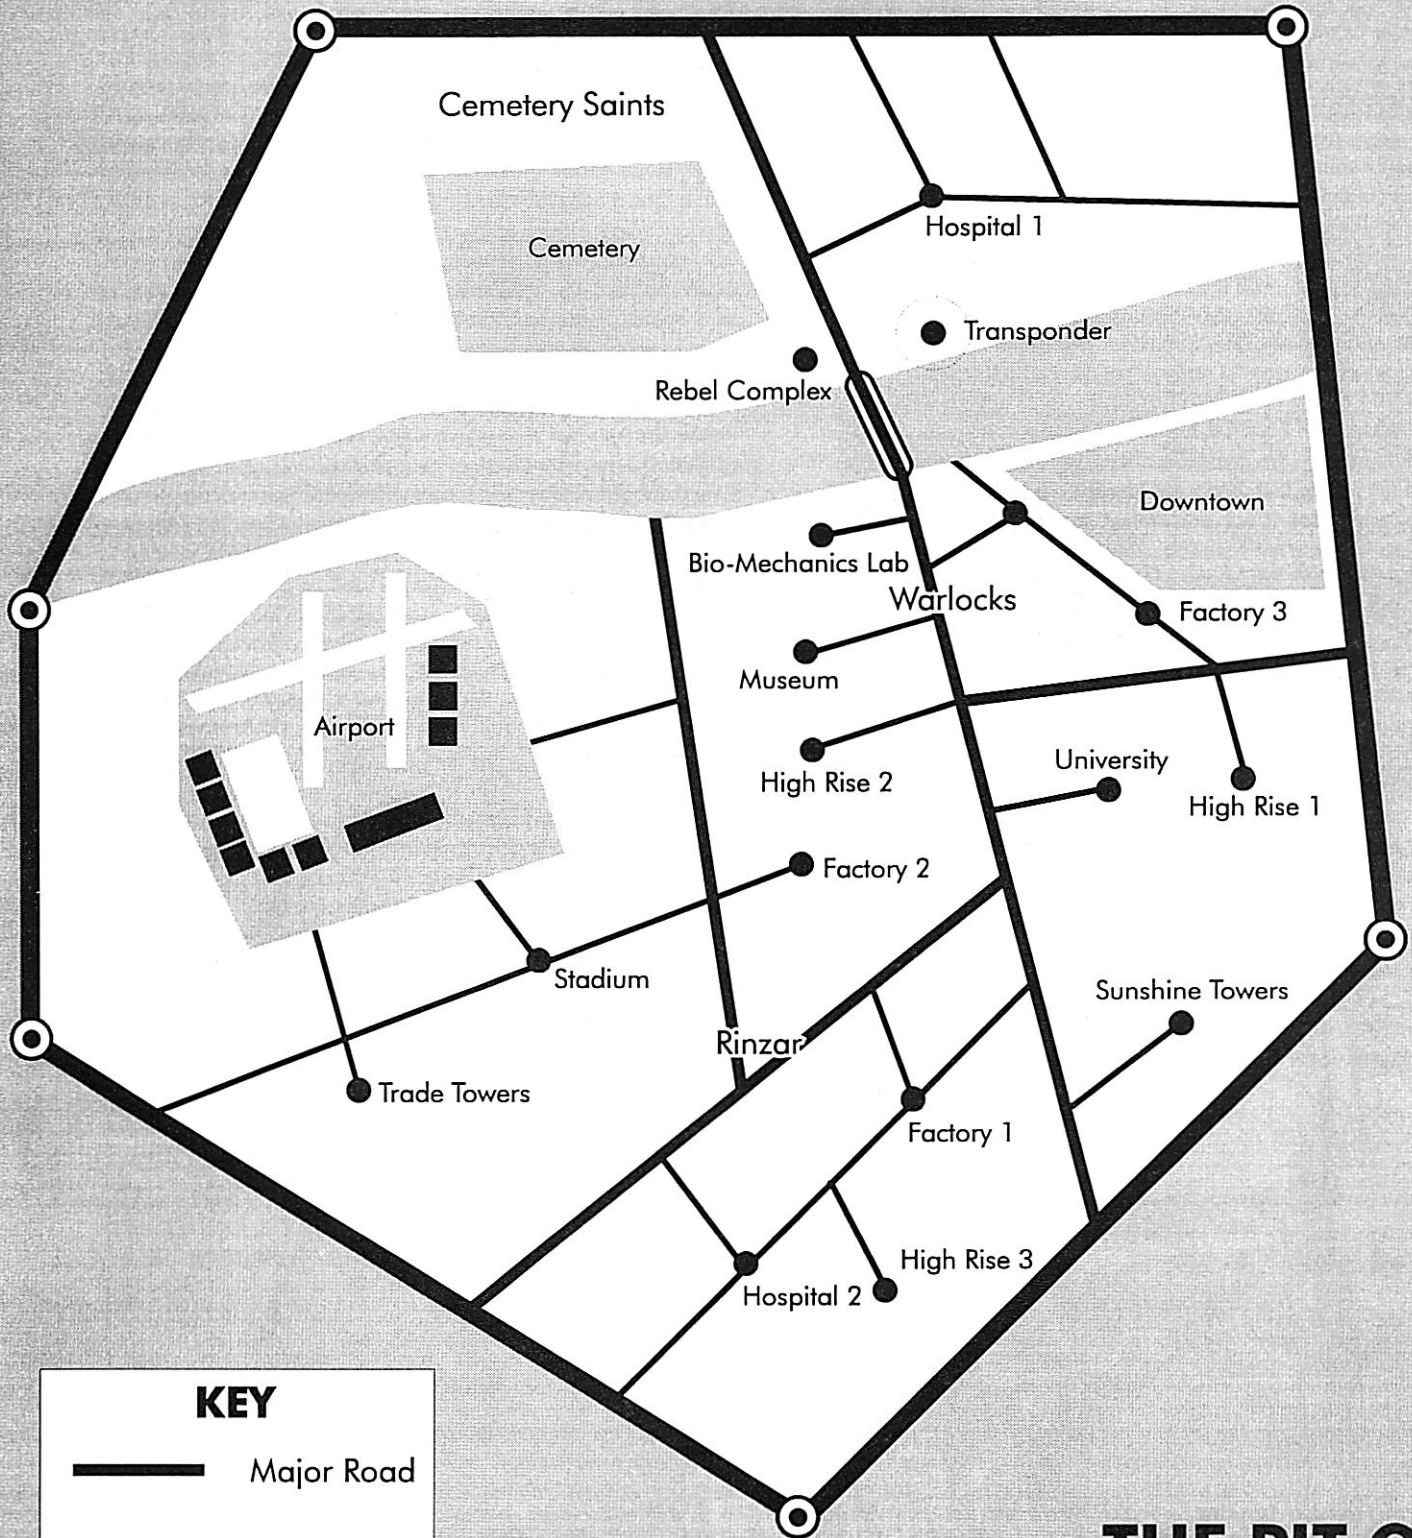 Cemetery Saints
Cemetery
Hospital 1
Transponder
Rebel Complex
Downtown
Bio-Mechanics Lab
Warlocks
Factory 3
Museum
Airport
High Rise 2
University
High Rise 1
Factory 2
Stadium
Sunshine Towers
Rinzar
Trade Towers
Factory 1
High Rise 3
Hospital 2
KEY
Major Road
THE PIT